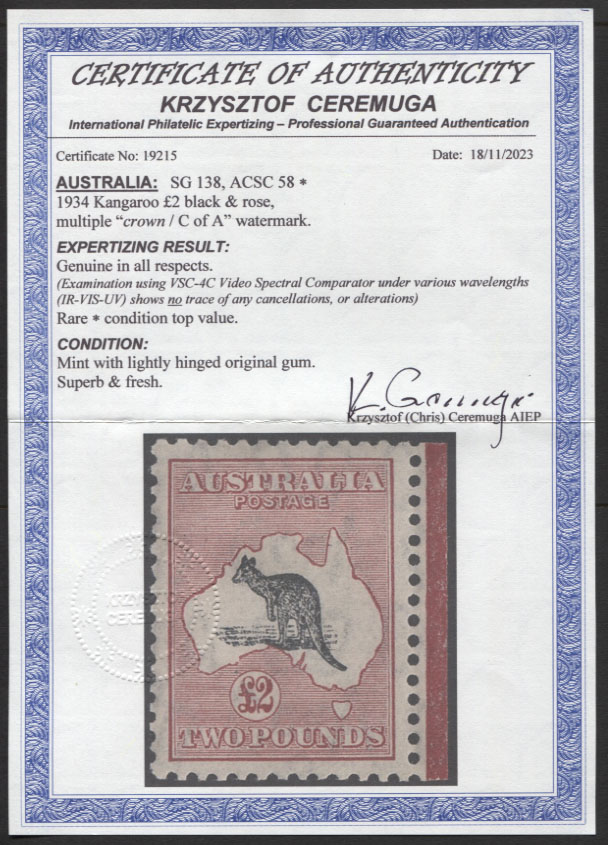 CERTIFICATE OF AUTHENTICITY
KRZYSZTOF CEREMUGA
International Philatelic Expertizing – Professional Guaranteed Authentication
Certificate No: 19215 Date: 18/11/2023
AUSTRALIA: SG 138, ACSC 58 *
1934 Kangaroo £2 black & rose,
multiple “crown / C of A” watermark.
EXPERTIZING RESULT:
Genuine in all respects.
(Examination using VSC-4C Video Spectral Comparator under various wavelengths
(IR-VIS-UV) shows no trace of any cancellations, or alterations)
Rare * condition top value.
CONDITION:
Mint with lightly hinged original gum.
Superb & fresh.
K. Ceremuga
Krzysztof (Chris) Ceremuga AIEP
AUSTRALIA
POSTAGE
£2
TWO POUNDS